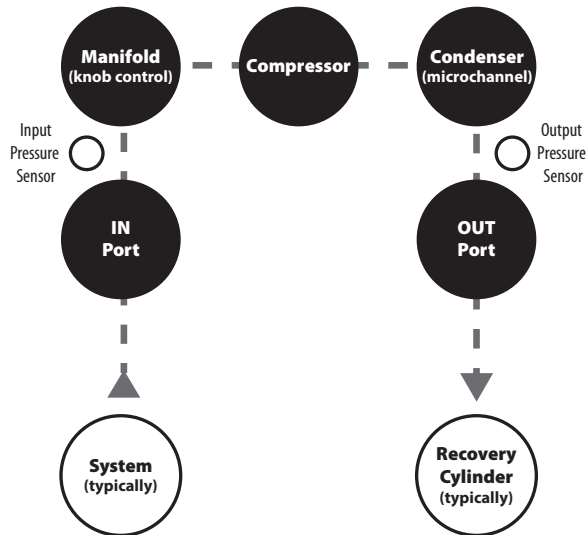 Manifold
(knob control)
Compressor
Condenser
(microchannel)
Input
Pressure
Sensor
Output
Pressure
Sensor
IN
Port
OUT
Port
System
(typically)
Recovery
Cylinder
(typically)